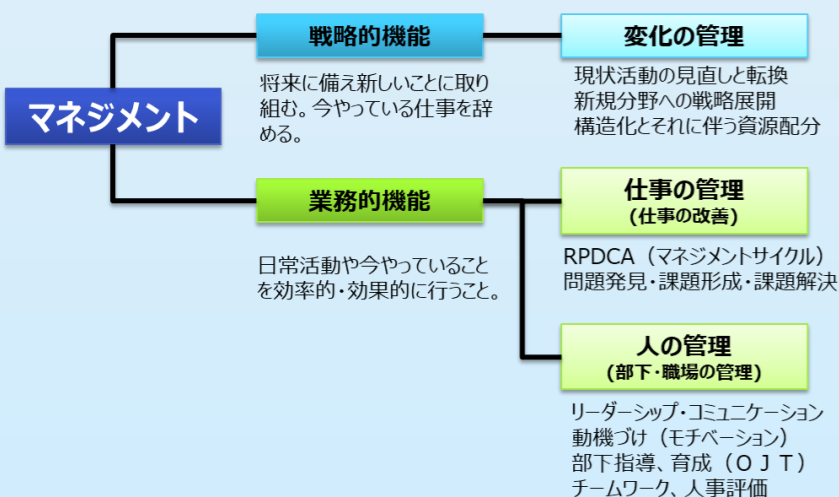 マネジメント
戦略的機能
将来に備え新しいことに取り
組む。今やっている仕事を辞
める。
変化の管理
現状活動の見直しと転換
新規分野への戦略展開
構造化とそれに伴う資源配分
業務的機能
日常活動や今やっていること
を効率的・効果的に行うこと。
仕事の管理
(仕事の改善)
RPDCA（マネジメントサイクル）
問題発見・課題形成・課題解決
人の管理
(部下・職場の管理)
リーダーシップ・コミュニケーション
動機づけ（モチベーション）
部下指導、育成（ＯＪＴ）
チームワーク、人事評価